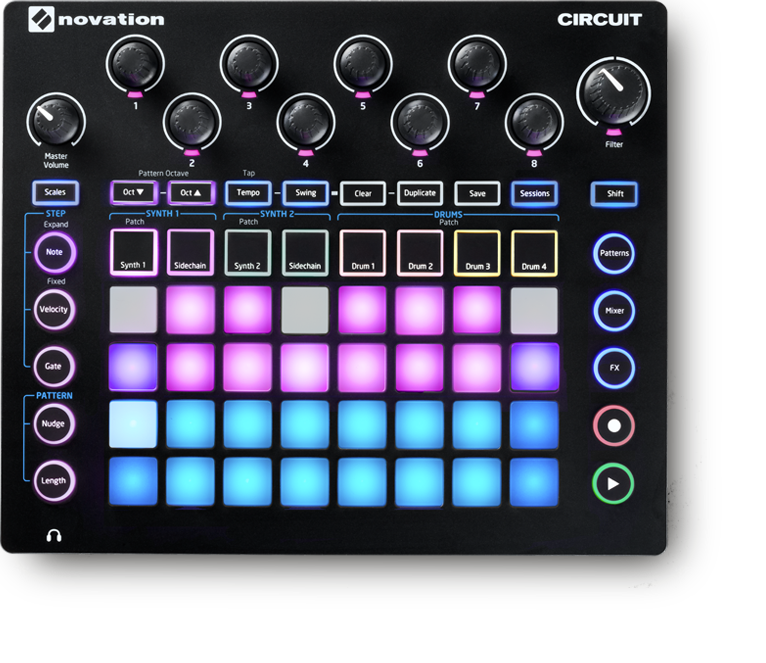 novation
CIRCUIT
1
3
5
7
2
4
6
8
Master
Volume
Filter
Pattern Octave
Tap
Scales
Oct ▼
Oct ▲
Tempo
Swing
Clear
Duplicate
Save
Sessions
Shift
STEP
SYNTH 1
SYNTH 2
DRUMS
Expand
Patch
Patch
Patch
Note
Synth 1
Sidechain
Synth 2
Sidechain
Drum 1
Drum 2
Drum 3
Drum 4
Patterns
Fixed
Velocity
Mixer
Gate
FX
PATTERN
Nudge
Length